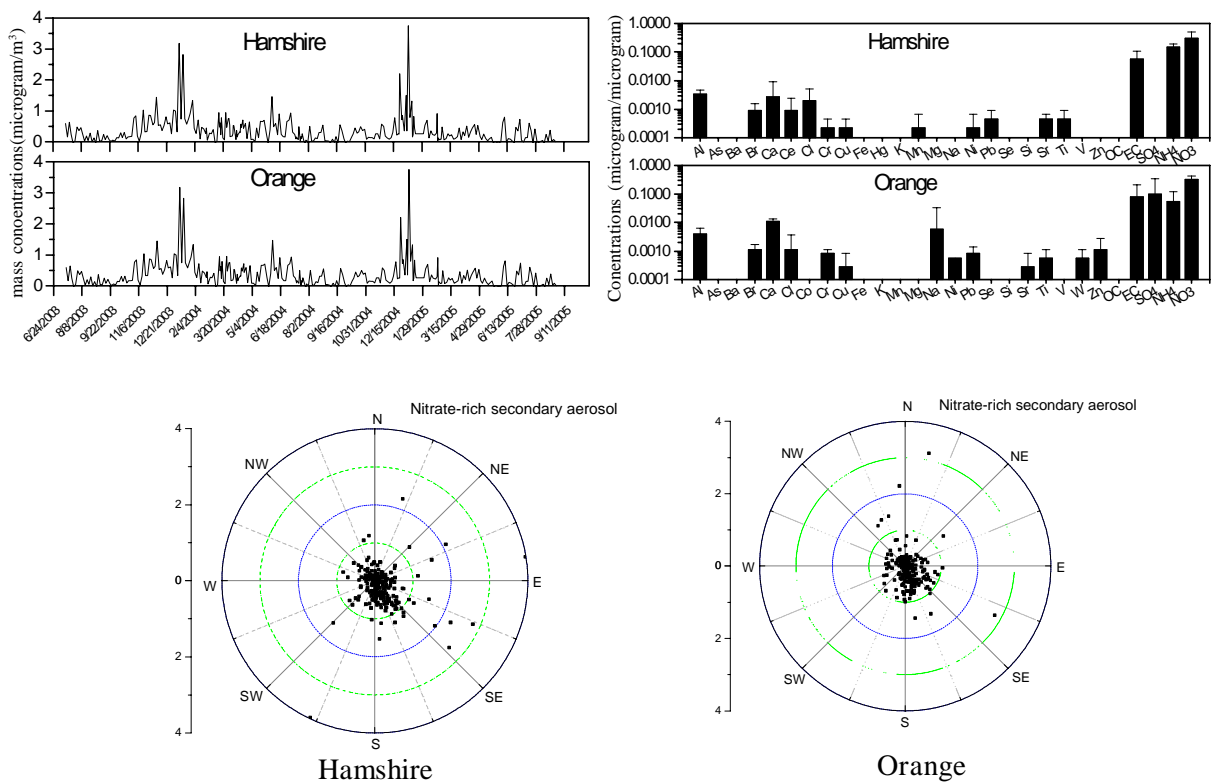 mass conoentrations(microgram/m³)
4
3
2
1
0
Hamshire
4
3
2
1
0
Orange
6/24/2003
8/8/2003
9/22/2003
11/6/2003
12/21/2003
2/4/2004
3/20/2004
5/4/2004
6/18/2004
8/2/2004
9/16/2004
10/31/2004
12/15/2004
1/29/2005
3/15/2005
4/29/2005
6/13/2005
7/28/2005
9/11/2005
Conentrations (microgram/microgram)
1.0000
0.1000
0.0100
0.0010
0.0001
Hamshire
Al As Ba Br Ca Ce Cl Cr Cu Fe Hg K Mn Mg Na Ni Pb Se Si Sr Ti V Zn OC EC SO4 NH4 NO3
1.0000
0.1000
0.0100
0.0010
0.0001
Orange
Al As Ba Br Ca Cl Co Cr Cu Fe K Mn Mg Na Ni Pb Se Si Sr Ti V W Zn OC EC SO4 NH4 NO3
Nitrate-rich secondary aerosol
4
2
0
2
4
N
NE
E
SE
S
SW
W
NW
Hamshire
Nitrate-rich secondary aerosol
4
2
0
2
4
N
NE
E
SE
S
SW
W
NW
Orange